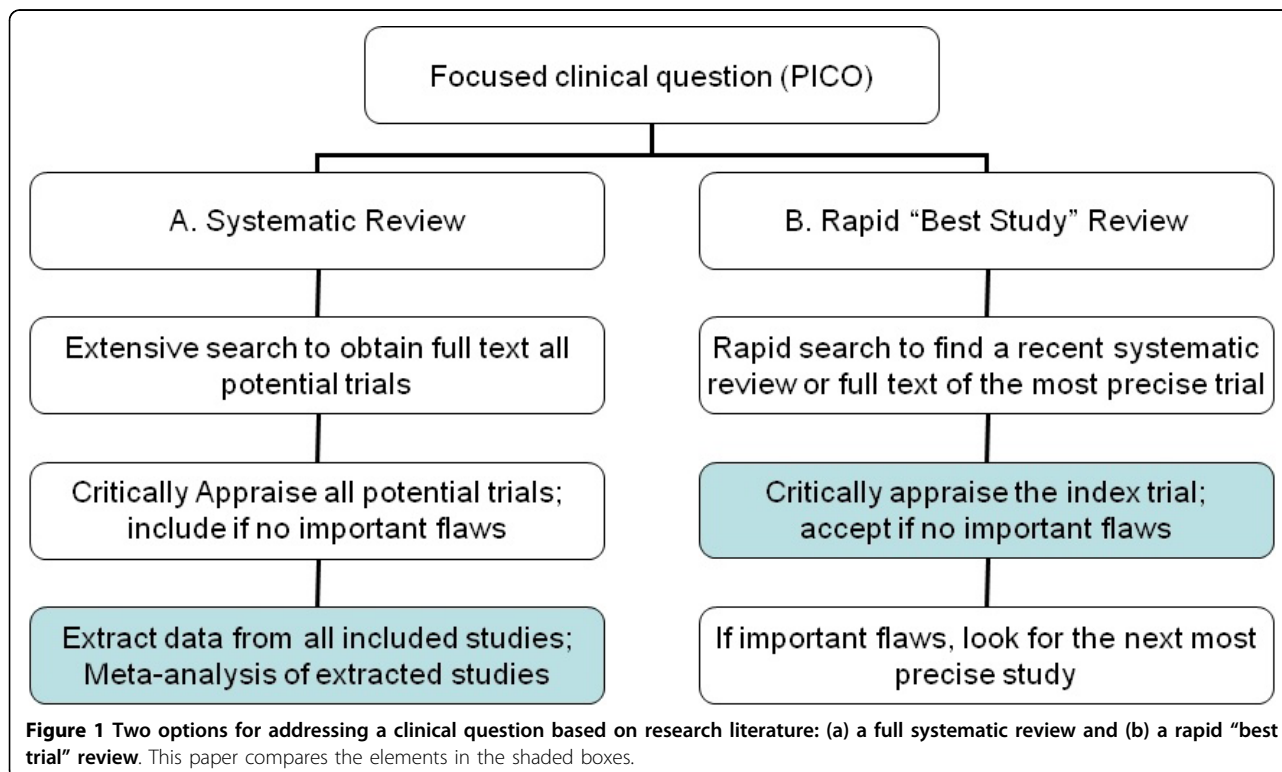 Focused clinical question (PICO)
A. Systematic Review
B. Rapid “Best Study” Review
Extensive search to obtain full text all
potential trials
Rapid search to find a recent systematic
review or full text of the most precise trial
Critically Appraise all potential trials;
include if no important flaws
Critically appraise the index trial;
accept if no important flaws
Extract data from all included studies;
Meta-analysis of extracted studies
If important flaws, look for the next most
precise study
Figure 1 Two options for addressing a clinical question based on research literature: (a) a full systematic review and (b) a rapid “best
trial” review. This paper compares the elements in the shaded boxes.